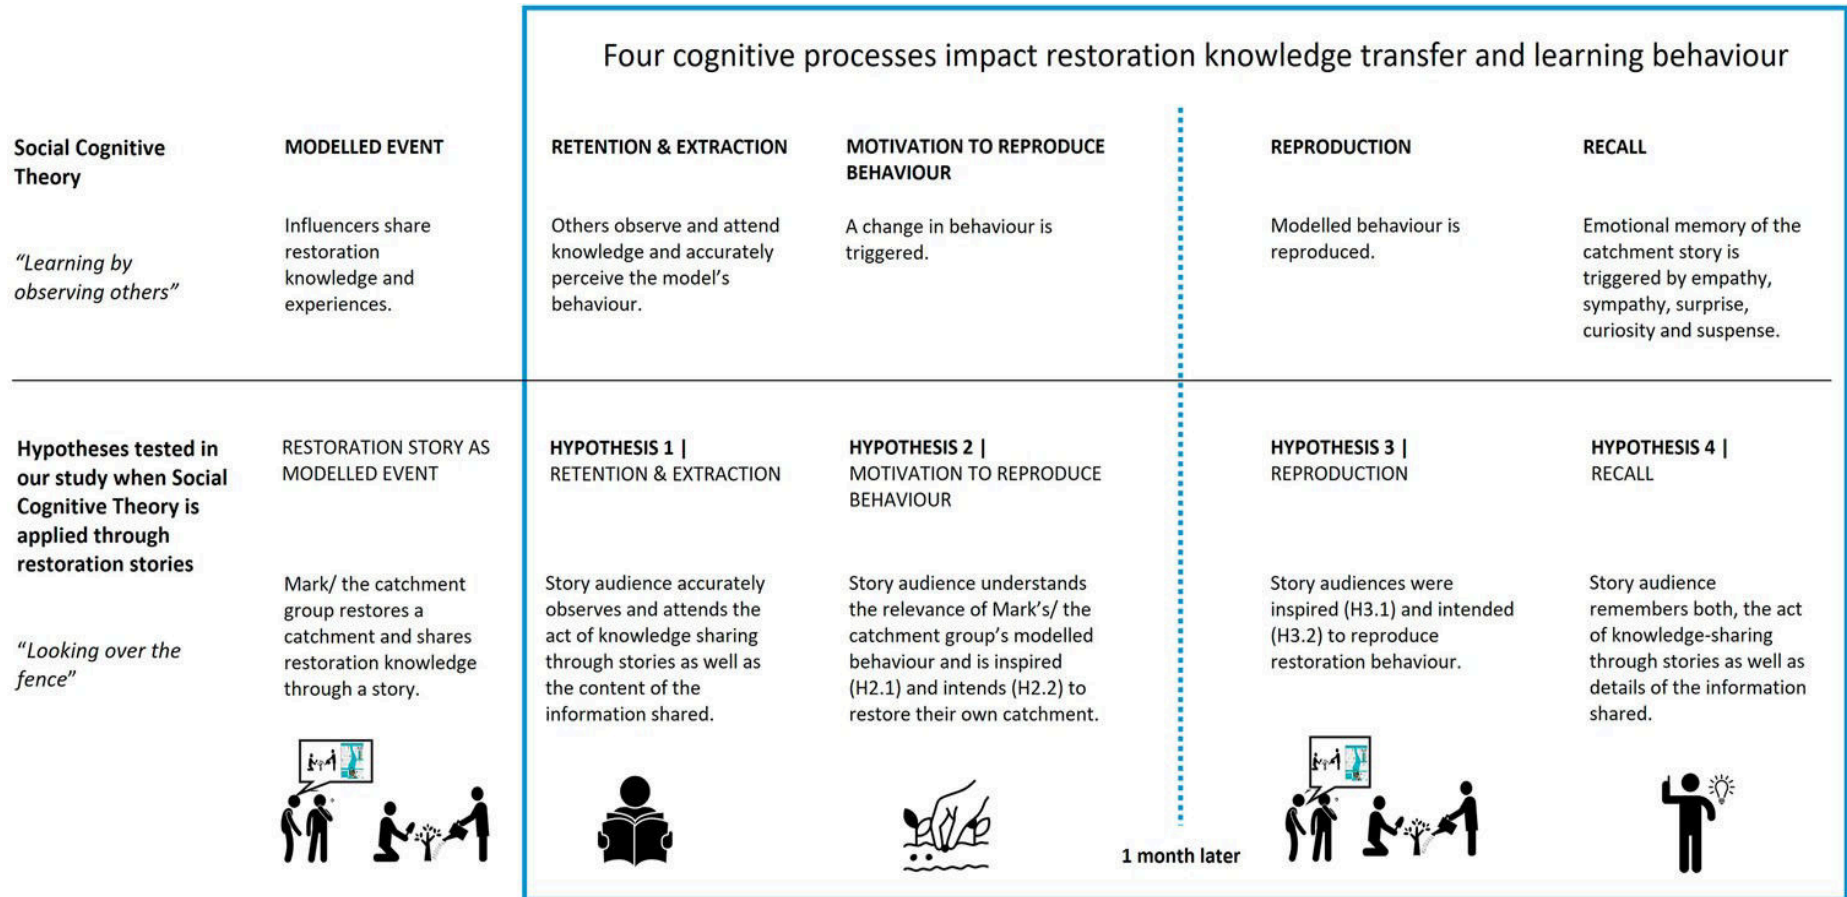 Four cognitive processes impact restoration knowledge transfer and learning behaviour
Social Cognitive
Theory
“Learning by
observing others”
MODELLED EVENT
Influencers share
restoration
knowledge and
experiences.
RETENTION & EXTRACTION
Others observe and attend
knowledge and accurately
perceive the model’s
behaviour.
MOTIVATION TO REPRODUCE
BEHAVIOUR
A change in behaviour is
triggered.
REPRODUCTION
Modelled behaviour is
reproduced.
RECALL
Emotional memory of the
catchment story is
triggered by empathy,
sympathy, surprise,
curiosity and suspense.
Hypotheses tested in
our study when Social
Cognitive Theory is
applied through
restoration stories
“Looking over the
fence”
RESTORATION STORY AS
MODELLED EVENT
Mark/ the catchment
group restores a
catchment and shares
restoration knowledge
through a story.
HYPOTHESIS 1 |
RETENTION & EXTRACTION
Story audience accurately
observes and attends the
act of knowledge sharing
through stories as well as
the content of the
information shared.
HYPOTHESIS 2 |
MOTIVATION TO REPRODUCE
BEHAVIOUR
Story audience understands
the relevance of Mark’s/ the
catchment group’s modelled
behaviour and is inspired
(H2.1) and intends (H2.2) to
restore their own catchment.
1 month later
HYPOTHESIS 3 |
REPRODUCTION
Story audiences were
inspired (H3.1) and intended
(H3.2) to reproduce
restoration behaviour.
HYPOTHESIS 4 |
RECALL
Story audience
remembers both, the act
of knowledge-sharing
through stories as well as
details of the information
shared.